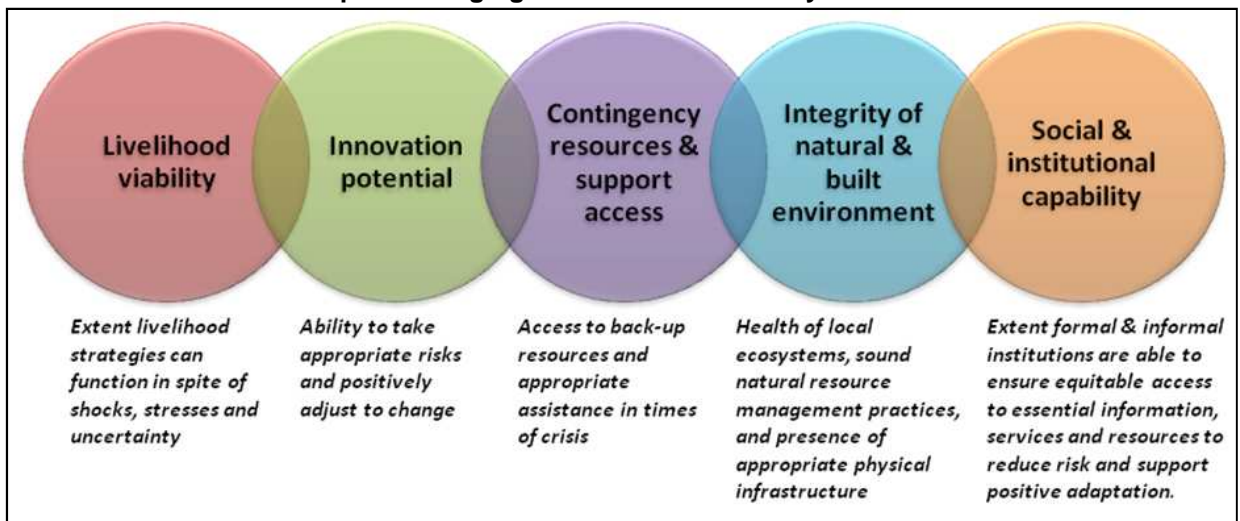 Livelihood
viability
Innovation
potential
Contingency
resources &
support
access
Integrity of
natural &
built
environment
Social &
institutional
capability
Extent livelihood
strategies can
function in spite of
shocks, stresses and
uncertainty
Ability to take
appropriate risks
and positively
adjust to change
Access to back-up
resources and
appropriate
assistance in times
of crisis
Health of local
ecosystems, sound
natural resource
management practices,
and presence of
appropriate physical
infrastructure
Extent formal & informal
institutions are able to
ensure equitable access
to essential information,
services and resources to
reduce risk and support
positive adaptation.